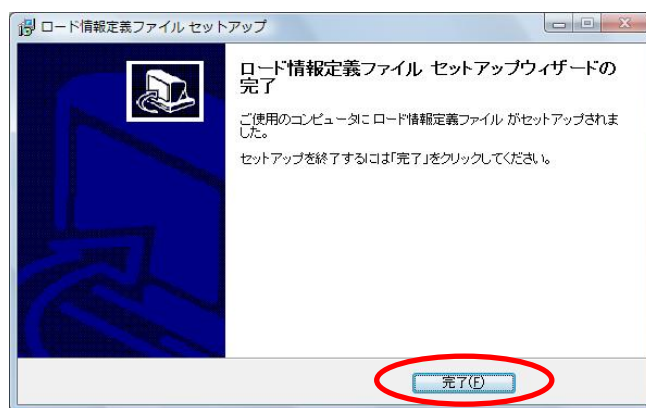 ロード情報定義ファイル セットアップ
ロード情報定義ファイル セットアップウィザードの
完了
ご使用のコンピュータに ロード情報定義ファイル がセットアップされま
した。
セットアップを終了するには「完了」をクリックしてください。
完了(F)